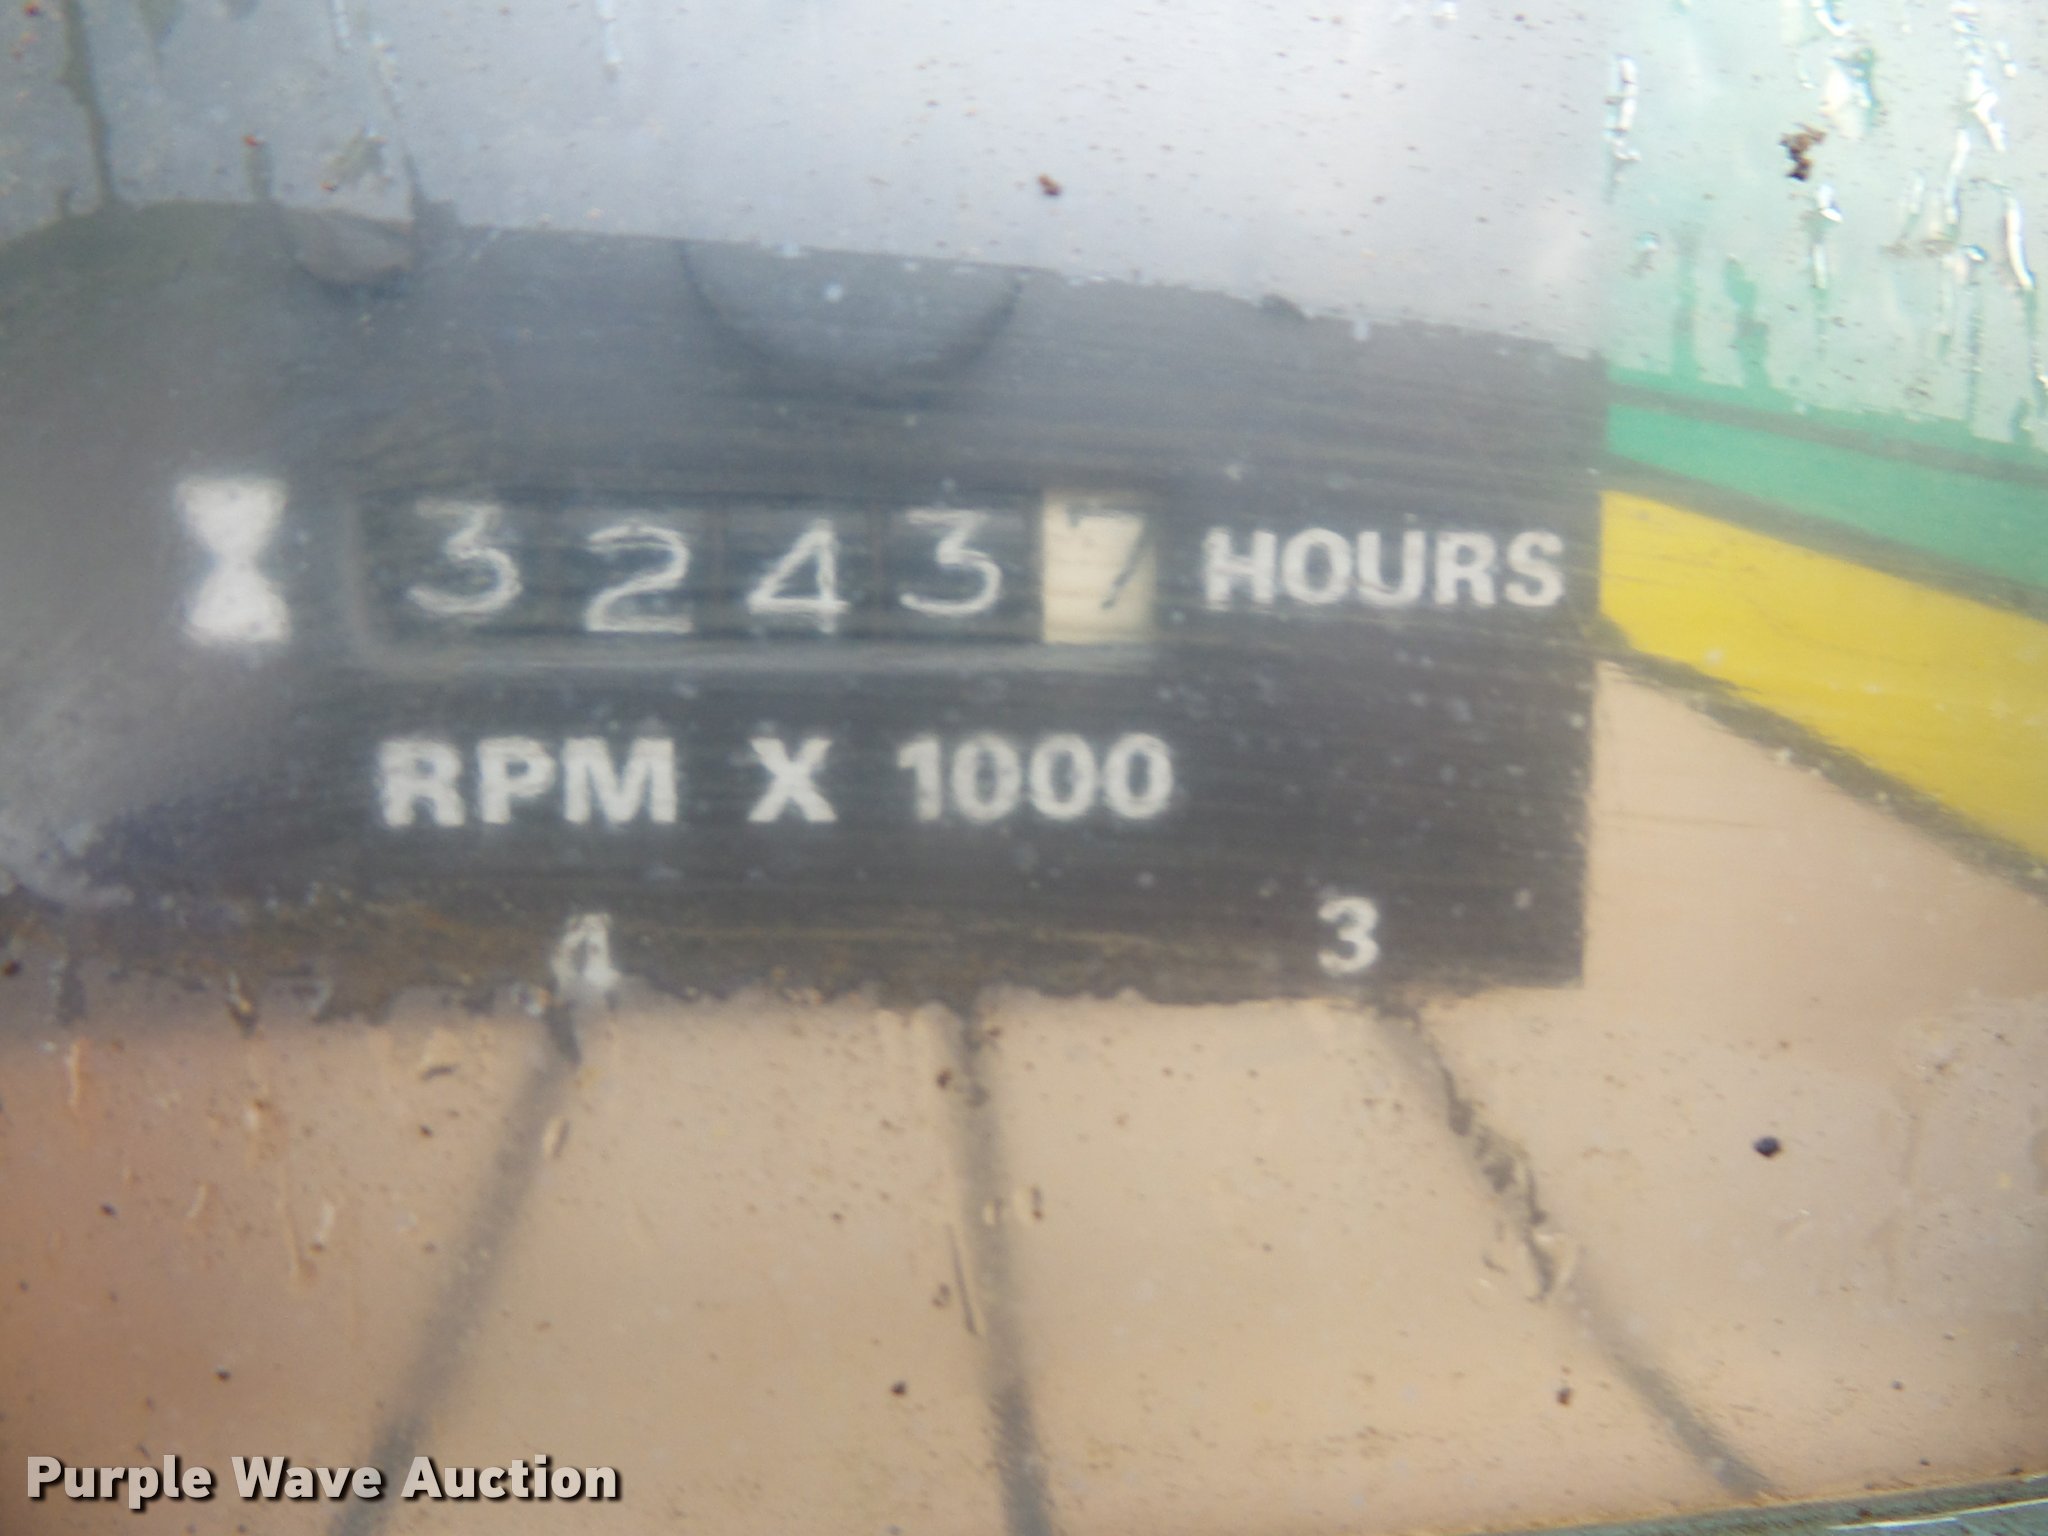 32437 HOURS
RPM X 1000
4 3
Purple Wave Auction